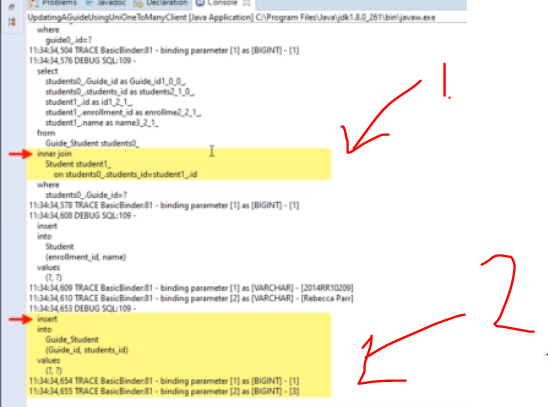 Problems Javadoc Declaration Console
UpdatingAGuideUsingUniOneToManyClient [Java Application] C:\Program Files\Java\jdk1.8.0_261\bin\javaw.exe
where
guide0_.id=?
11:34:34,504 TRACE BasicBinder:81 - binding parameter [1] as [BIGINT] - [1]
11:34:34,576 DEBUG SQL:109 -
select
students0_.Guide_id as Guide_id1_0_0_,
students0_.students_id as students2_1_0_,
student1_.id as id1_2_1_,
student1_.enrollment_id as enrollme2_2_1_,
student1_.name as name3_2_1_
from
Guide_Student students0_
inner join
Student student1_
on students0_.students_id=student1_.id
where
students0_.Guide_id=?
11:34:34,578 TRACE BasicBinder:81 - binding parameter [1] as [BIGINT] - [1]
11:34:34,608 DEBUG SQL:109 -
insert
into
Student
(enrollment_id, name)
values
(?, ?)
11:34:34,609 TRACE BasicBinder:81 - binding parameter [1] as [VARCHAR] - [2014RR10209]
11:34:34,610 TRACE BasicBinder:81 - binding parameter [2] as [VARCHAR] - [Rebecca Parr]
11:34:34,653 DEBUG SQL:109 -
insert
into
Guide_Student
(Guide_id, students_id)
values
(?, ?)
11:34:34,654 TRACE BasicBinder:81 - binding parameter [1] as [BIGINT] - [1]
11:34:34,655 TRACE BasicBinder:81 - binding parameter [2] as [BIGINT] - [3]
1.
2